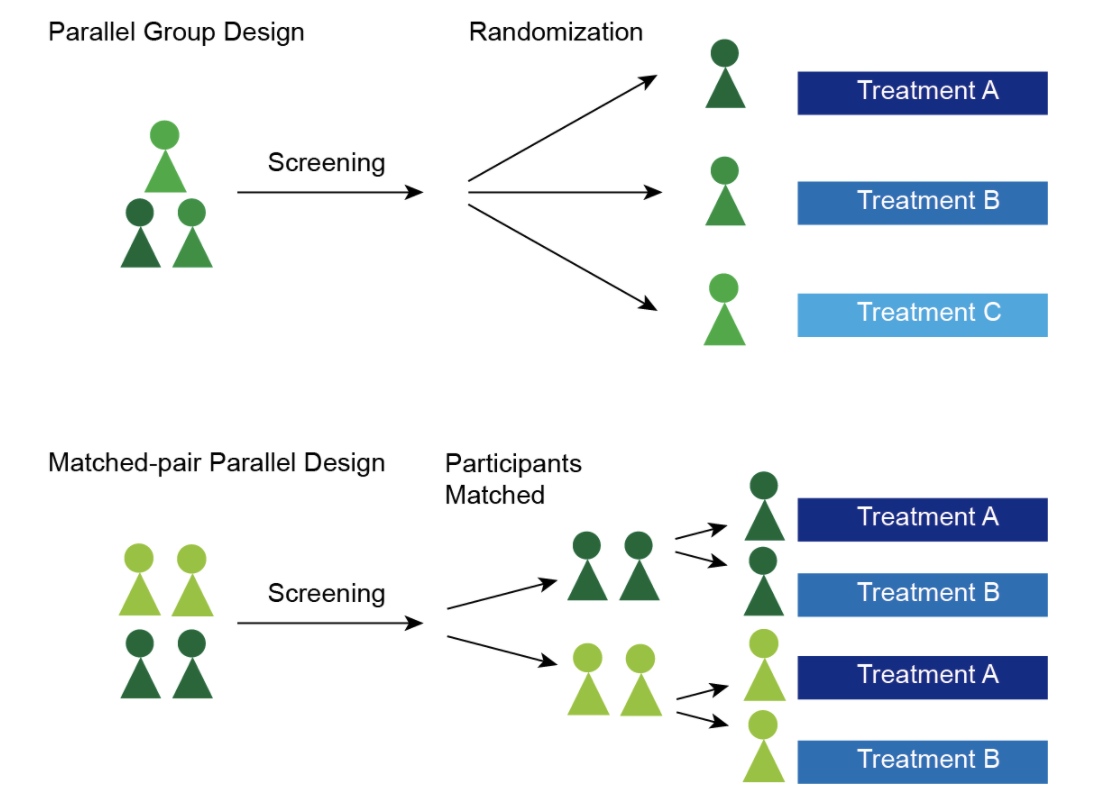 Parallel Group Design
Randomization
Treatment A
Screening
Treatment B
Treatment C
Matched-pair Parallel Design
Participants
Matched
Treatment A
Screening
Treatment B
Treatment A
Treatment B